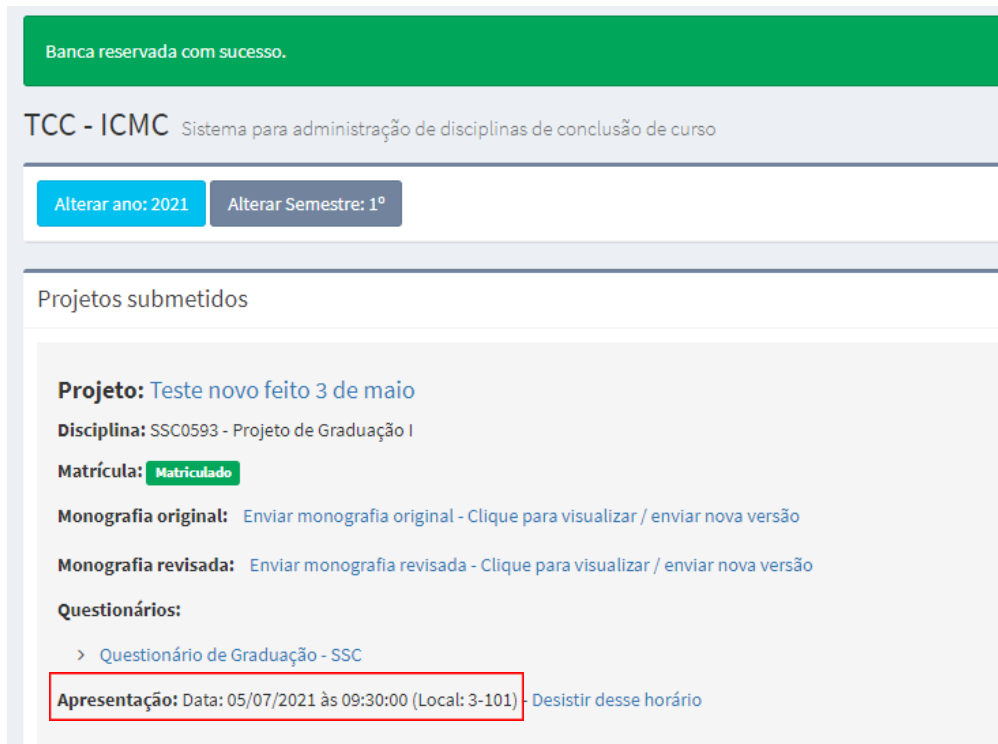 Banca reservada com sucesso.
TCC - ICMC Sistema para administração de disciplinas de conclusão de curso
Alterar ano: 2021 Alterar Semestre: 1º
Projetos submetidos
Projeto: Teste novo feito 3 de maio
Disciplina: SSC0593 - Projeto de Graduação I
Matrícula: Matriculado
Monografia original: Enviar monografia original - Clique para visualizar / enviar nova versão
Monografia revisada: Enviar monografia revisada - Clique para visualizar / enviar nova versão
Questionários:
> Questionário de Graduação - SSC
Apresentação: Data: 05/07/2021 às 09:30:00 (Local: 3-101) - Desistir desse horário